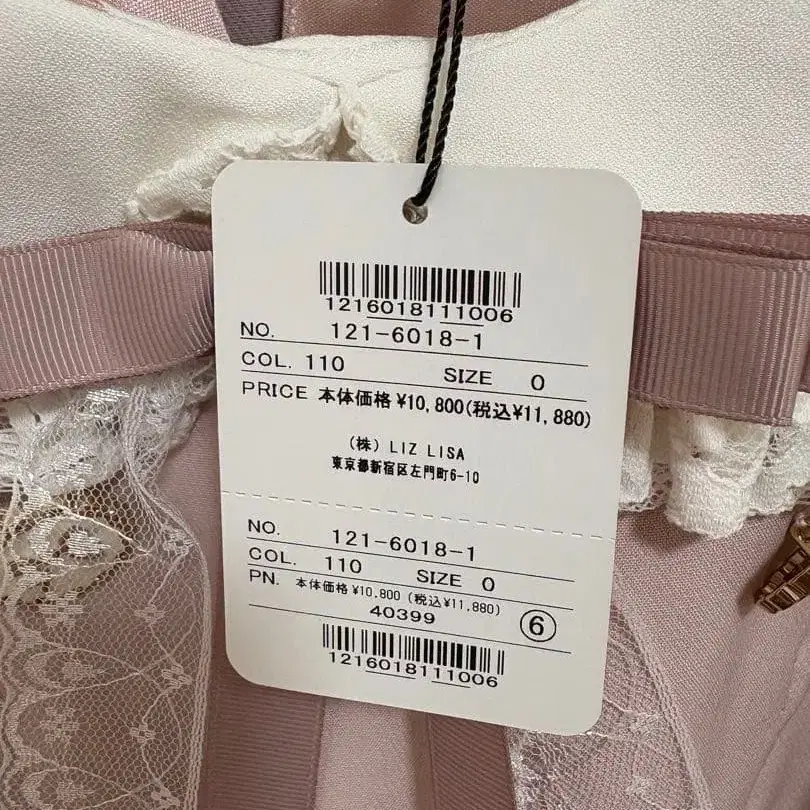 1216018111006
NO. 121-6018-1
COL. 110 SIZE 0
PRICE 本体価格 ¥10,800(税込¥11,880)
(株) LIZ LISA
東京都新宿区左門町6-10
NO. 121-6018-1
COL. 110 SIZE 0
PN. 本体価格 ¥10,800 (税込¥11,880)
40399 ⑥
1216018111006